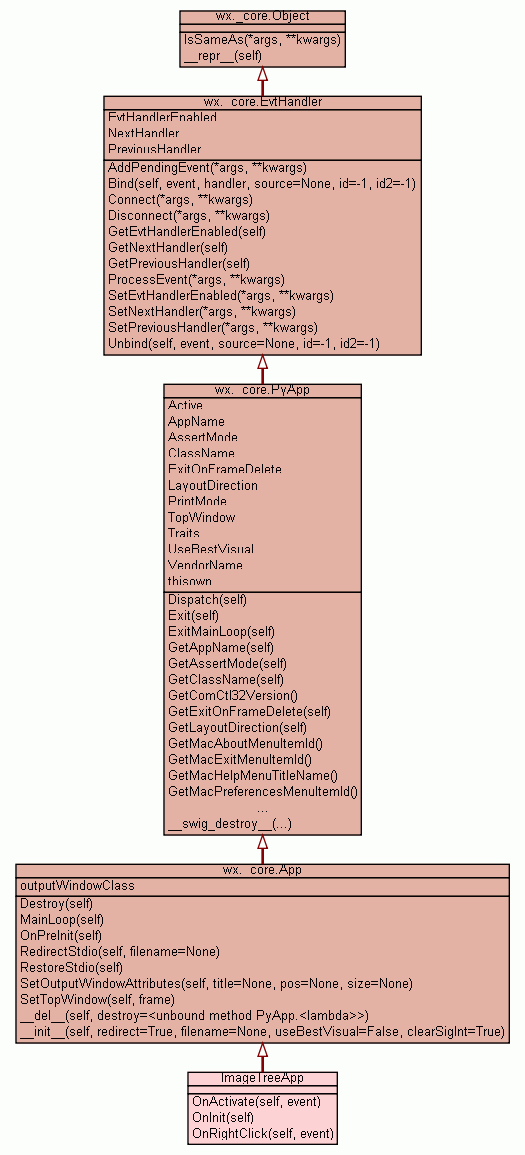 wx._core.Object
IsSameAs(*args, **kwargs)
__repr__(self)
wx._core.EvtHandler
EvtHandlerEnabled
NextHandler
PreviousHandler
AddPendingEvent(*args, **kwargs)
Bind(self, event, handler, source=None, id=-1, id2=-1)
Connect(*args, **kwargs)
Disconnect(*args, **kwargs)
GetEvtHandlerEnabled(self)
GetNextHandler(self)
GetPreviousHandler(self)
ProcessEvent(*args, **kwargs)
SetEvtHandlerEnabled(*args, **kwargs)
SetNextHandler(*args, **kwargs)
SetPreviousHandler(*args, **kwargs)
Unbind(self, event, source=None, id=-1, id2=-1)
wx._core.PyApp
Active
AppName
AssertMode
ClassName
ExitOnFrameDelete
LayoutDirection
PrintMode
TopWindow
Traits
UseBestVisual
VendorName
thisown
Dispatch(self)
Exit(self)
ExitMainLoop(self)
GetAppName(self)
GetAssertMode(self)
GetClassName(self)
GetComCtl32Version()
GetExitOnFrameDelete(self)
GetLayoutDirection(self)
GetMacAboutMenuItemId()
GetMacExitMenuItemId()
GetMacHelpMenuTitleName()
GetMacPreferencesMenuItemId()
...
__swig_destroy__(...)
wx._core.App
outputWindowClass
Destroy(self)
MainLoop(self)
OnPreInit(self)
RedirectStdio(self, filename=None)
RestoreStdio(self)
SetOutputWindowAttributes(self, title=None, pos=None, size=None)
SetTopWindow(self, frame)
__del__(self, destroy=<unbound method PyApp.<lambda>>)
__init__(self, redirect=True, filename=None, useBestVisual=False, clearSigInt=True)
ImageTreeApp
OnActivate(self, event)
OnInit(self)
OnRightClick(self, event)